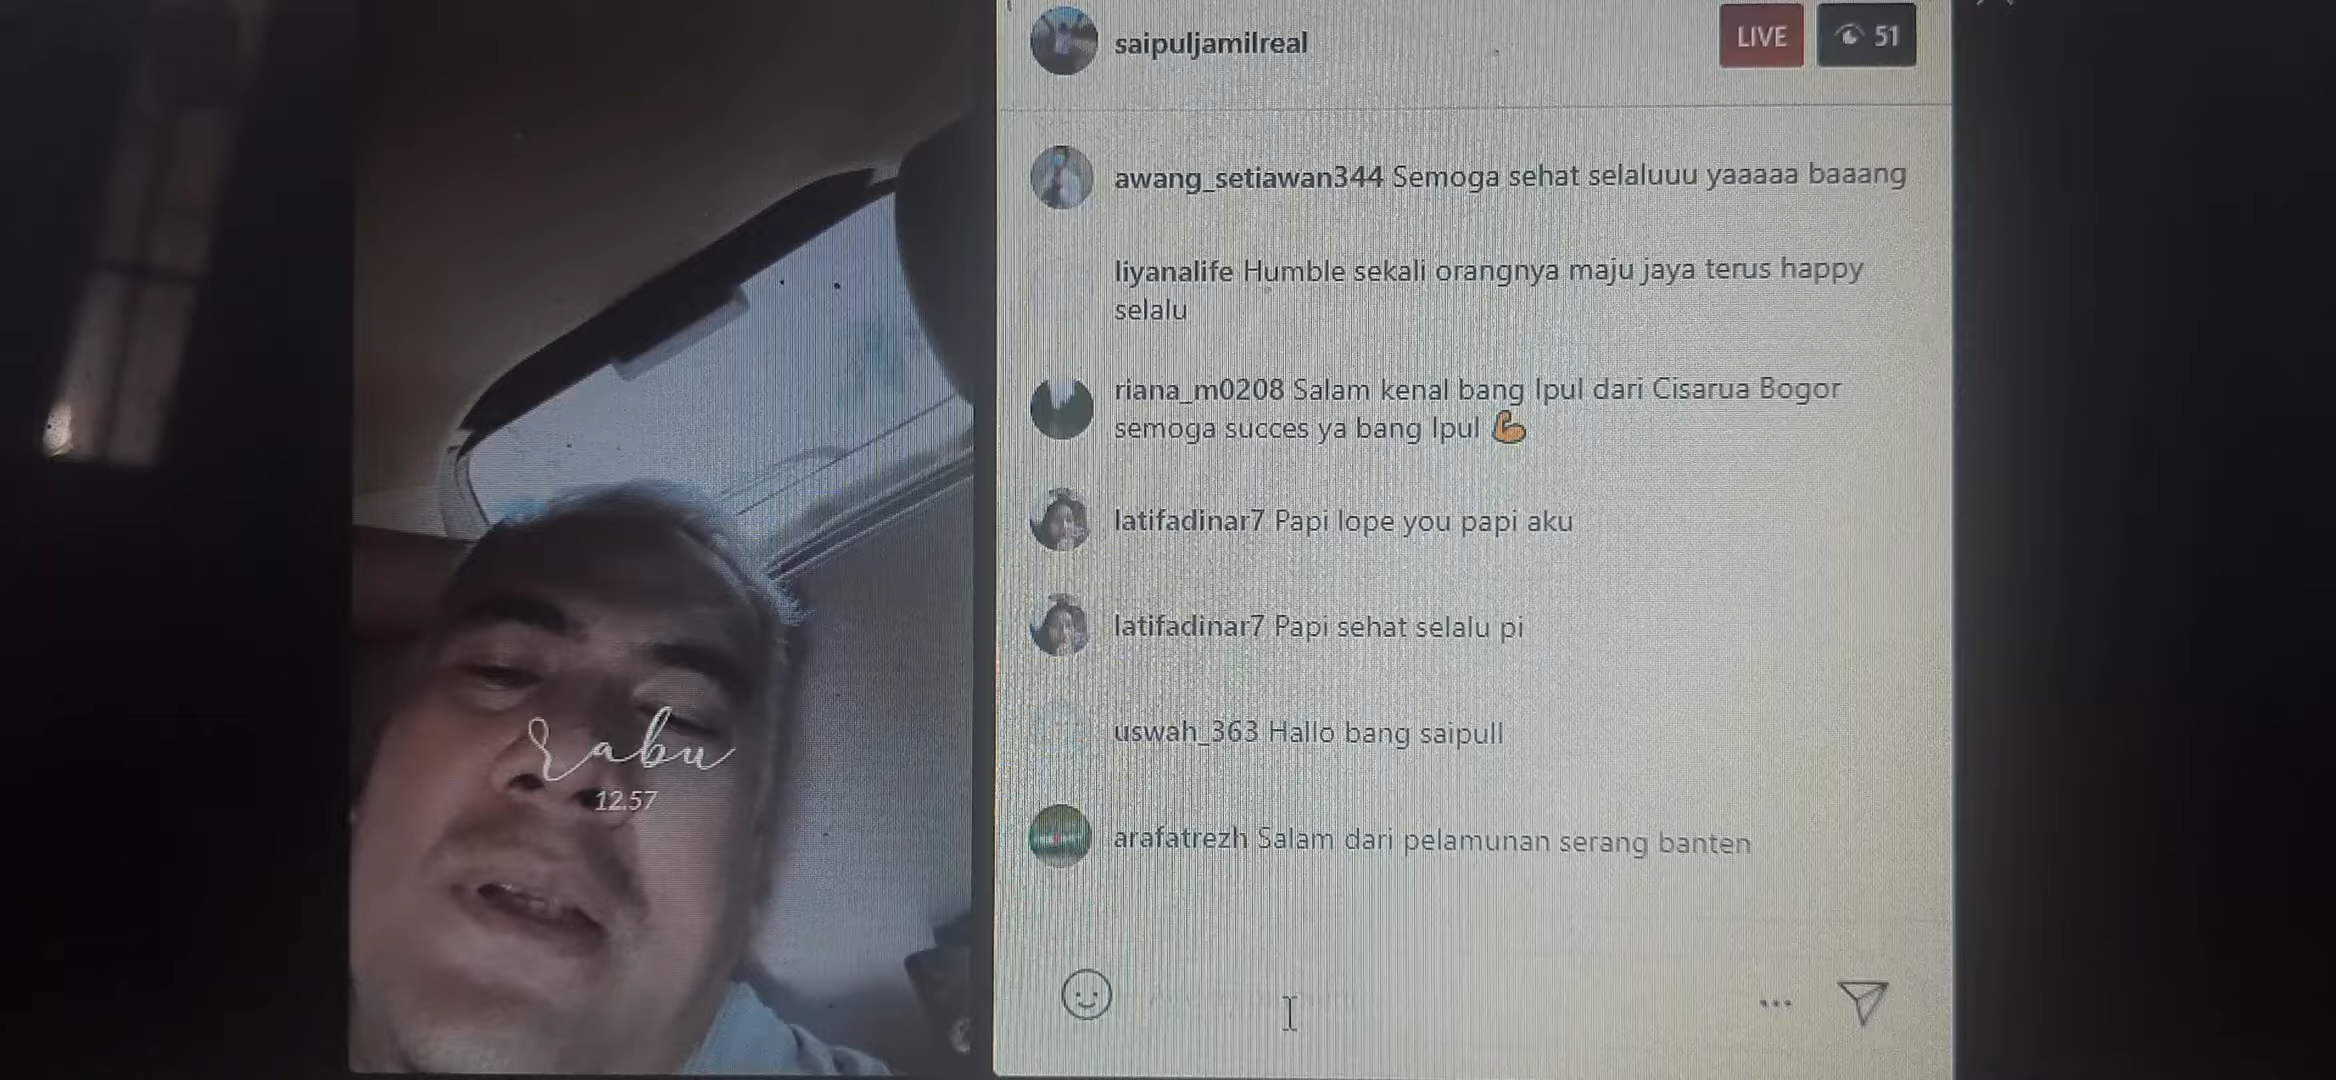 saipuljamilreal
LIVE
51
awang_setiawan344 Semoga sehat selaluuu yaaaaa baaang
liyanalife Humble sekali orangnya maju jaya terus happy
selalu
riana_m0208 Salam kenal bang Ipul dari Cisarua Bogor
semoga succes ya bang Ipul 💪
latifadinar7 Papi lope you papi aku
latifadinar7 Papi sehat selalu pi
uswah_363 Hallo bang saipull
arafatrezh Salam dari pelamunan serang banten
rabu
12.57